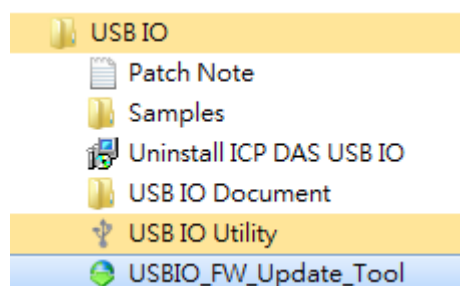 USB IO
Patch Note
Samples
Uninstall ICP DAS USB IO
USB IO Document
USB IO Utility
USBIO_FW_Update_Tool